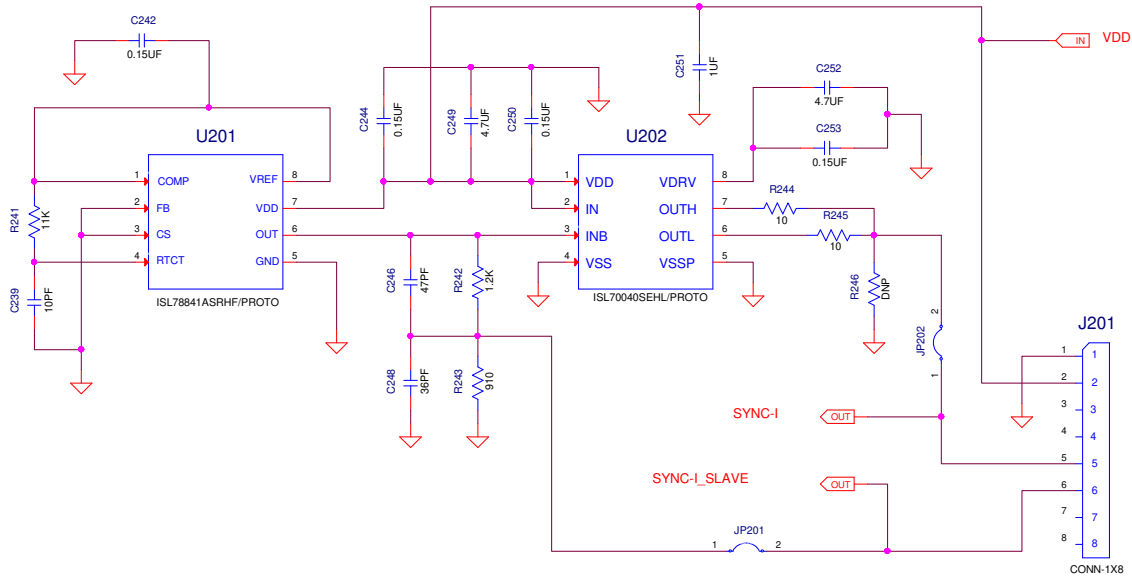 C242
0.15UF
C244
0.15UF
C249
4.7UF
C250
0.15UF
C251
1UF
IN
VDD
C252
4.7UF
C253
0.15UF
U201
1 COMP VREF 8
2 FB VDD 7
3 CS OUT 6
4 RTCT GND 5
ISL78841ASRHF/PROTO
R241
11K
C239
10PF
U202
1 VDD VDRV 8
2 IN OUTH 7
3 INB OUTL 6
4 VSS VSSP 5
ISL70040SEHL/PROTO
R244
10
R245
10
R246
DNP
C246
47PF
R242
1.2K
C248
36PF
R243
910
2
JP202
1
SYNC-I
OUT
SYNC-I_SLAVE
OUT
JP201
1 2
J201
1 1
2 2
3 3
4 4
5 5
6 6
7 7
8 8
CONN-1X8